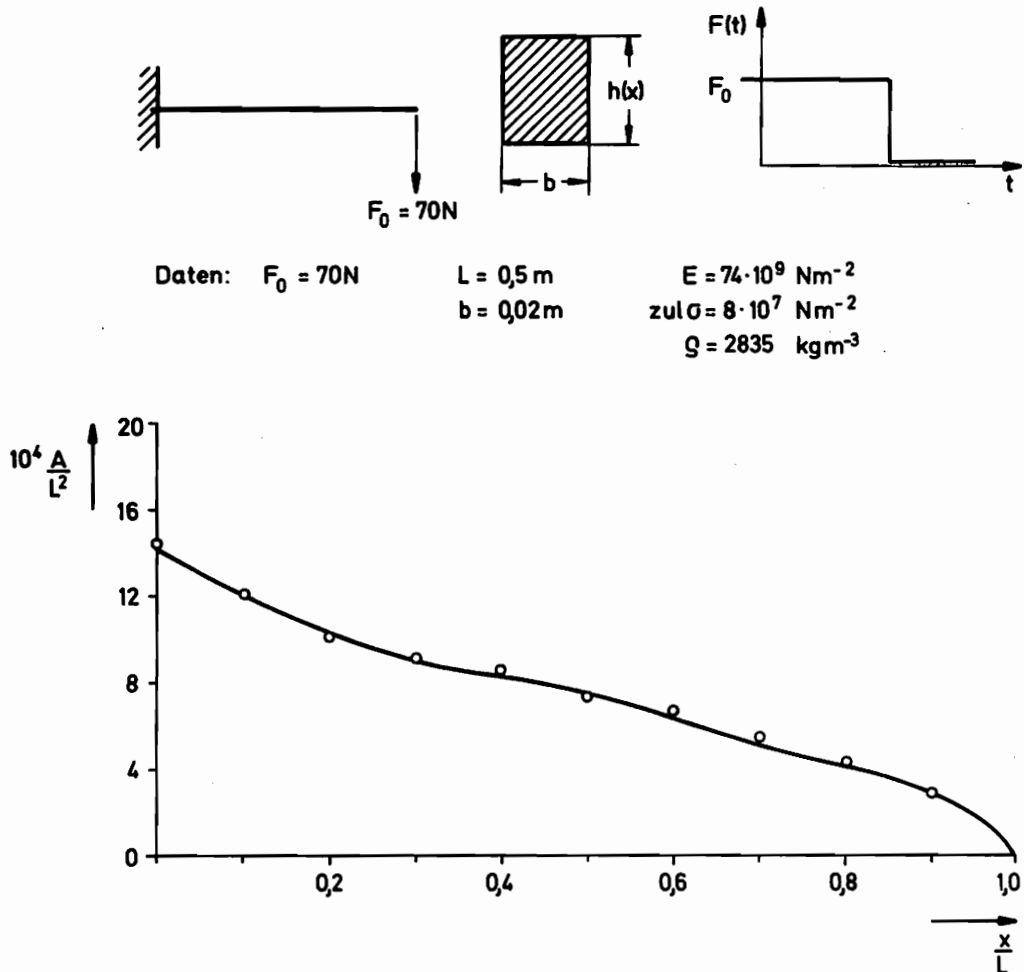 F(t)
F₀
h(x)
b
t
F₀ = 70N
Daten: F₀ = 70N L = 0,5 m E = 74·10⁹ Nm⁻²
b = 0,02m zul σ = 8·10⁷ Nm⁻²
ϱ = 2835 kgm⁻³
10⁴ A/L²
20
16
12
8
4
0
0,2 0,4 0,6 0,8 1,0
x/L